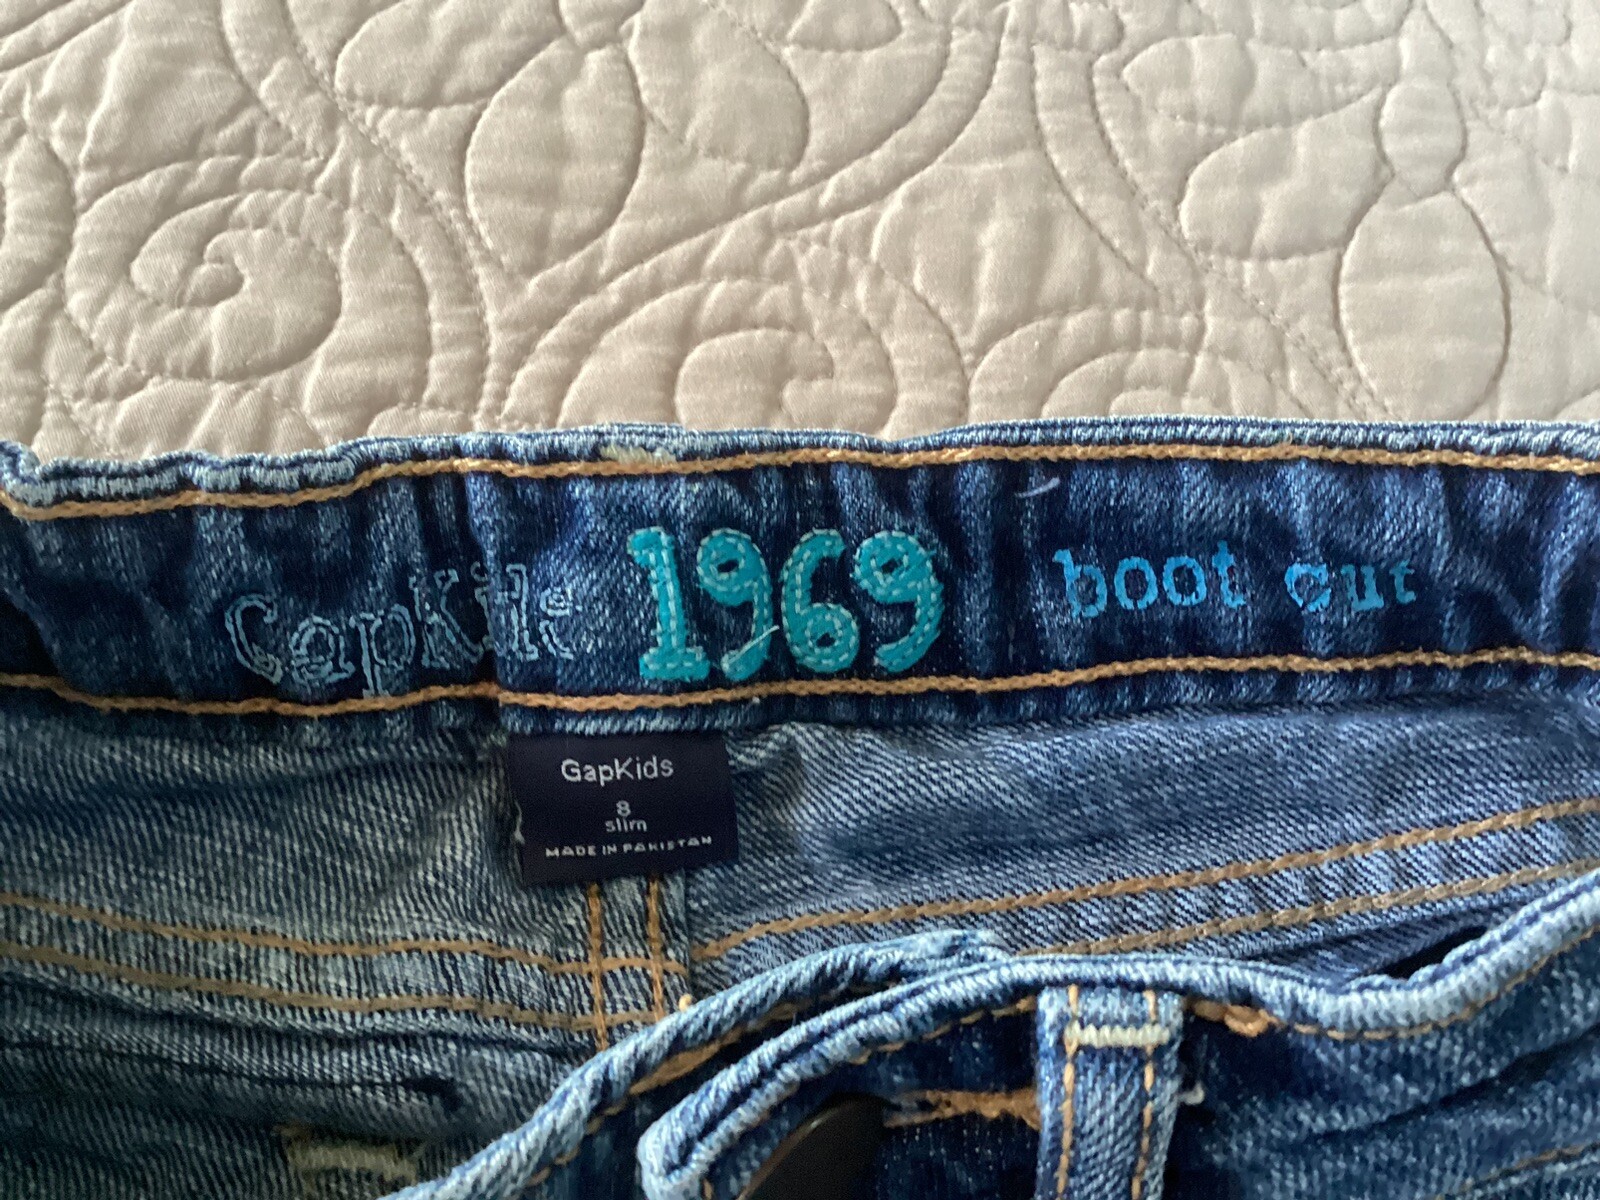 GapKids 1969 boot cut
GapKids
8
slim
MADE IN PAKISTAN